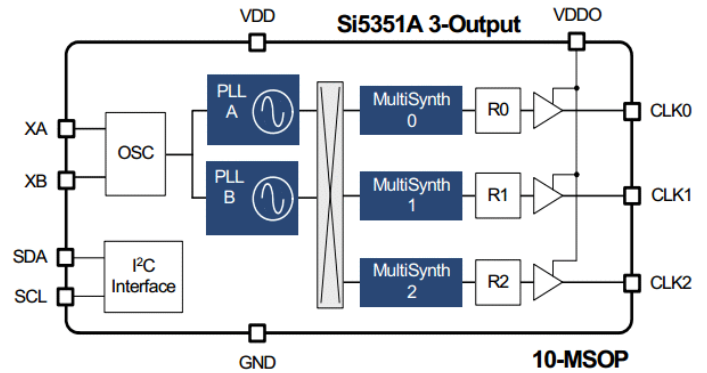 VDD
Si5351A 3-Output
VDDO
XA
XB
OSC
PLL
A
PLL
B
MultiSynth
0
R0
CLK0
MultiSynth
1
R1
CLK1
SDA
SCL
I²C
Interface
MultiSynth
2
R2
CLK2
GND
10-MSOP